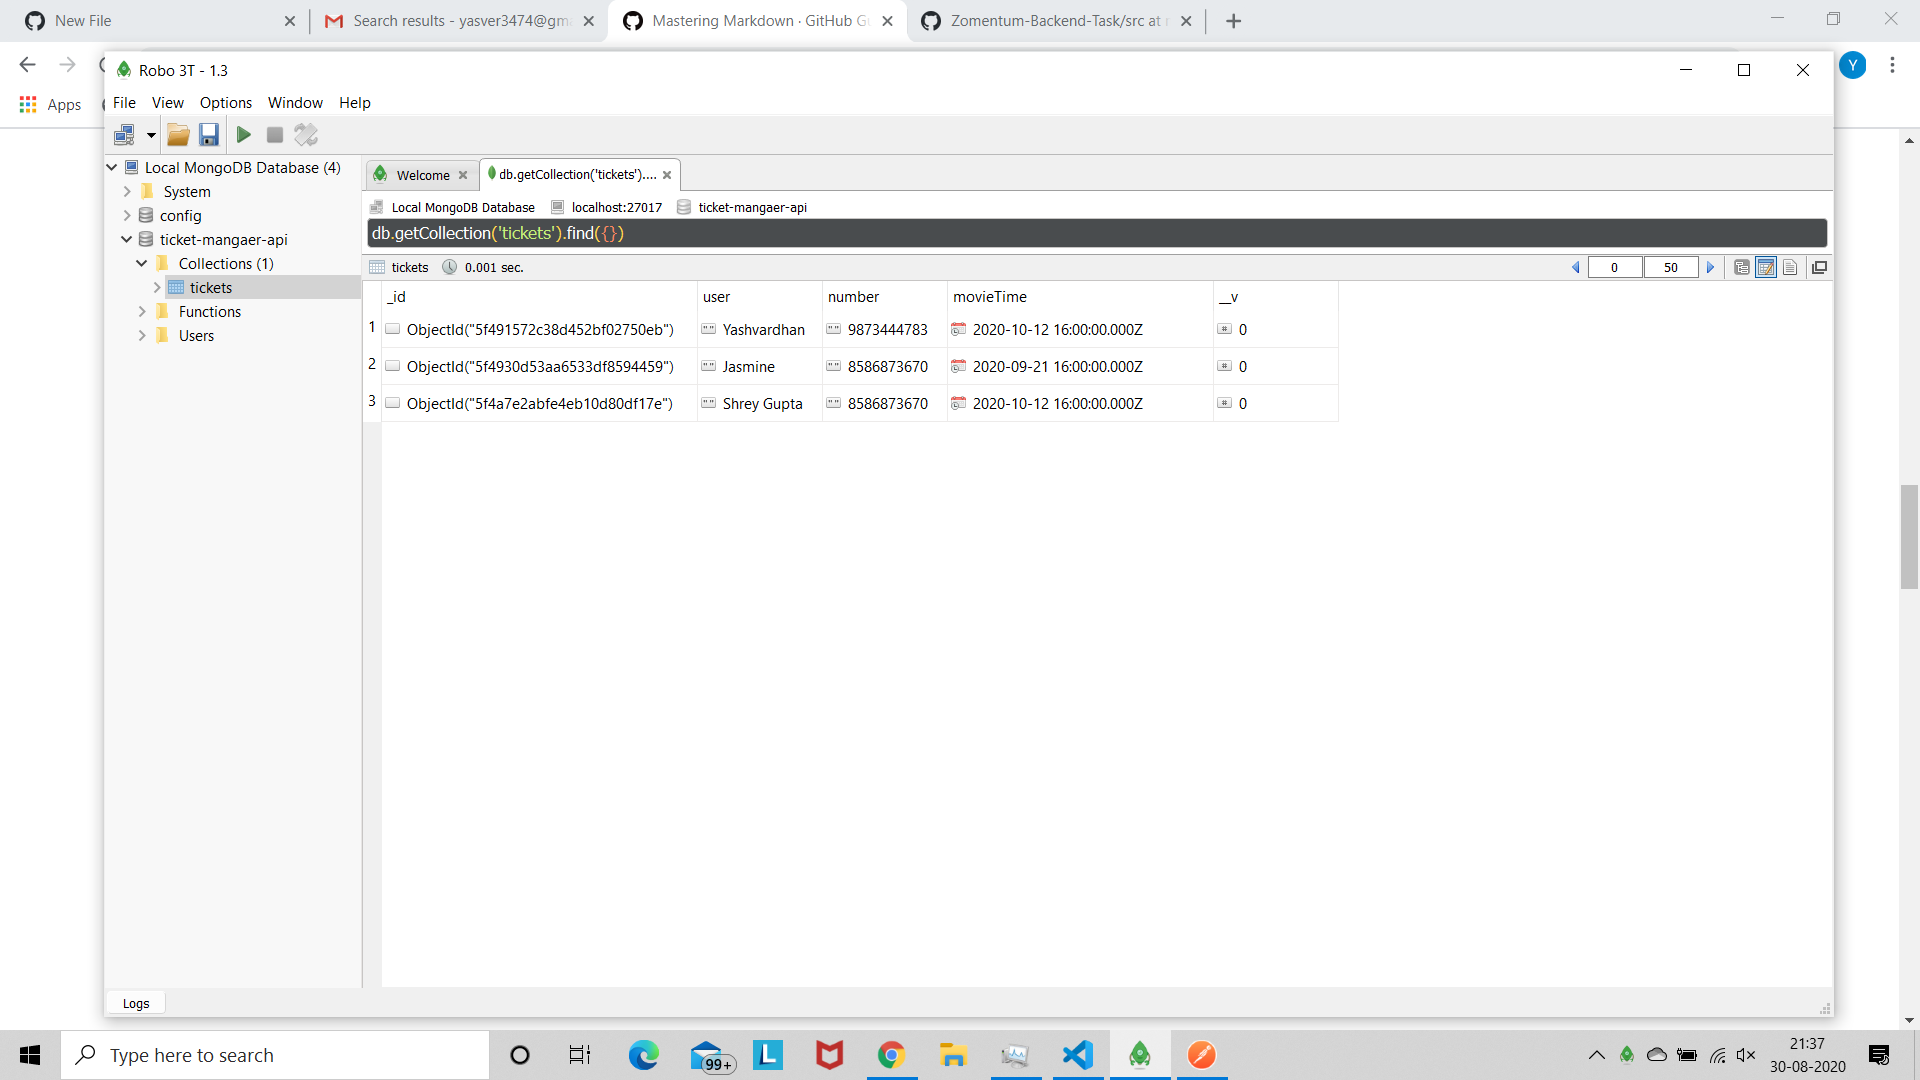 New File
Search results - yasver3474@gm
Mastering Markdown · GitHub Gu
Zomentum-Backend-Task/src at
Y
Apps
Robo 3T - 1.3
File View Options Window Help
Local MongoDB Database (4)
System
config
ticket-mangaer-api
Collections (1)
tickets
Functions
Users
Welcome
db.getCollection('tickets')....
Local MongoDB Database localhost:27017 ticket-mangaer-api
db.getCollection('tickets').find({})
tickets 0.001 sec.
0 50
_id user number movieTime __v
1 ObjectId("5f491572c38d452bf02750eb") Yashvardhan 9873444783 2020-10-12 16:00:00.000Z 0
2 ObjectId("5f4930d53aa6533df8594459") Jasmine 8586873670 2020-09-21 16:00:00.000Z 0
3 ObjectId("5f4a7e2abfe4eb10d80df17e") Shrey Gupta 8586873670 2020-10-12 16:00:00.000Z 0
Logs
Type here to search
99+
L
21:37
30-08-2020